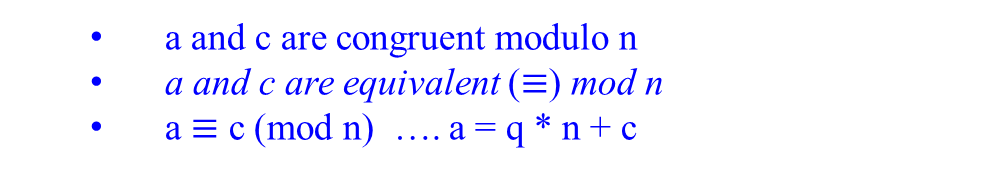 • a and c are congruent modulo n
• a and c are equivalent (≡) mod n
• a ≡ c (mod n) …. a = q * n + c